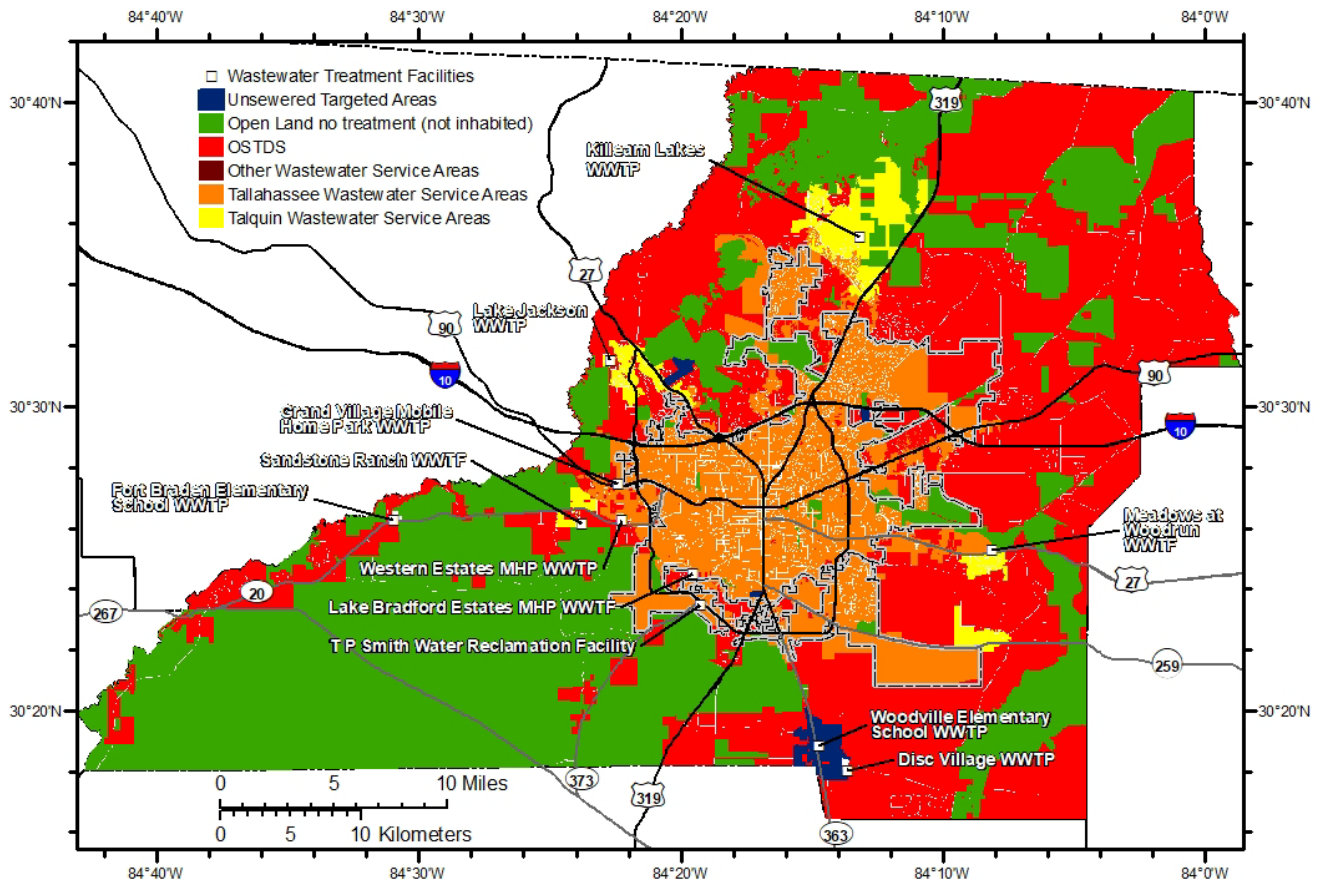 84°40'W 84°30'W 84°20'W 84°10'W 84°0'W
30°40'N 30°40'N
Wastewater Treatment Facilities
Unsewered Targeted Areas
Open Land no treatment (not inhabited)
OSTDS
Other Wastewater Service Areas
Tallahassee Wastewater Service Areas
Talquin Wastewater Service Areas
319
Killearn Lakes
WWTP
27
Lake Jackson
WWTP
90
10
90
30°30'N 30°30'N
10
Grand Village Mobile
Home Park WWTP
Sandstone Ranch WWTF
Fort Braden Elementary
School WWTP
Meadows at
Woodrun
WWTF
Western Estates MHP WWTP
27
20
267
Lake Bradford Estates MHP WWTF
T P Smith Water Reclamation Facility
259
30°20'N 30°20'N
Woodville Elementary
School WWTP
Disc Village WWTP
0 5 10 Miles
373
319
0 5 10 Kilometers
363
84°40'W 84°30'W 84°20'W 84°10'W 84°0'W